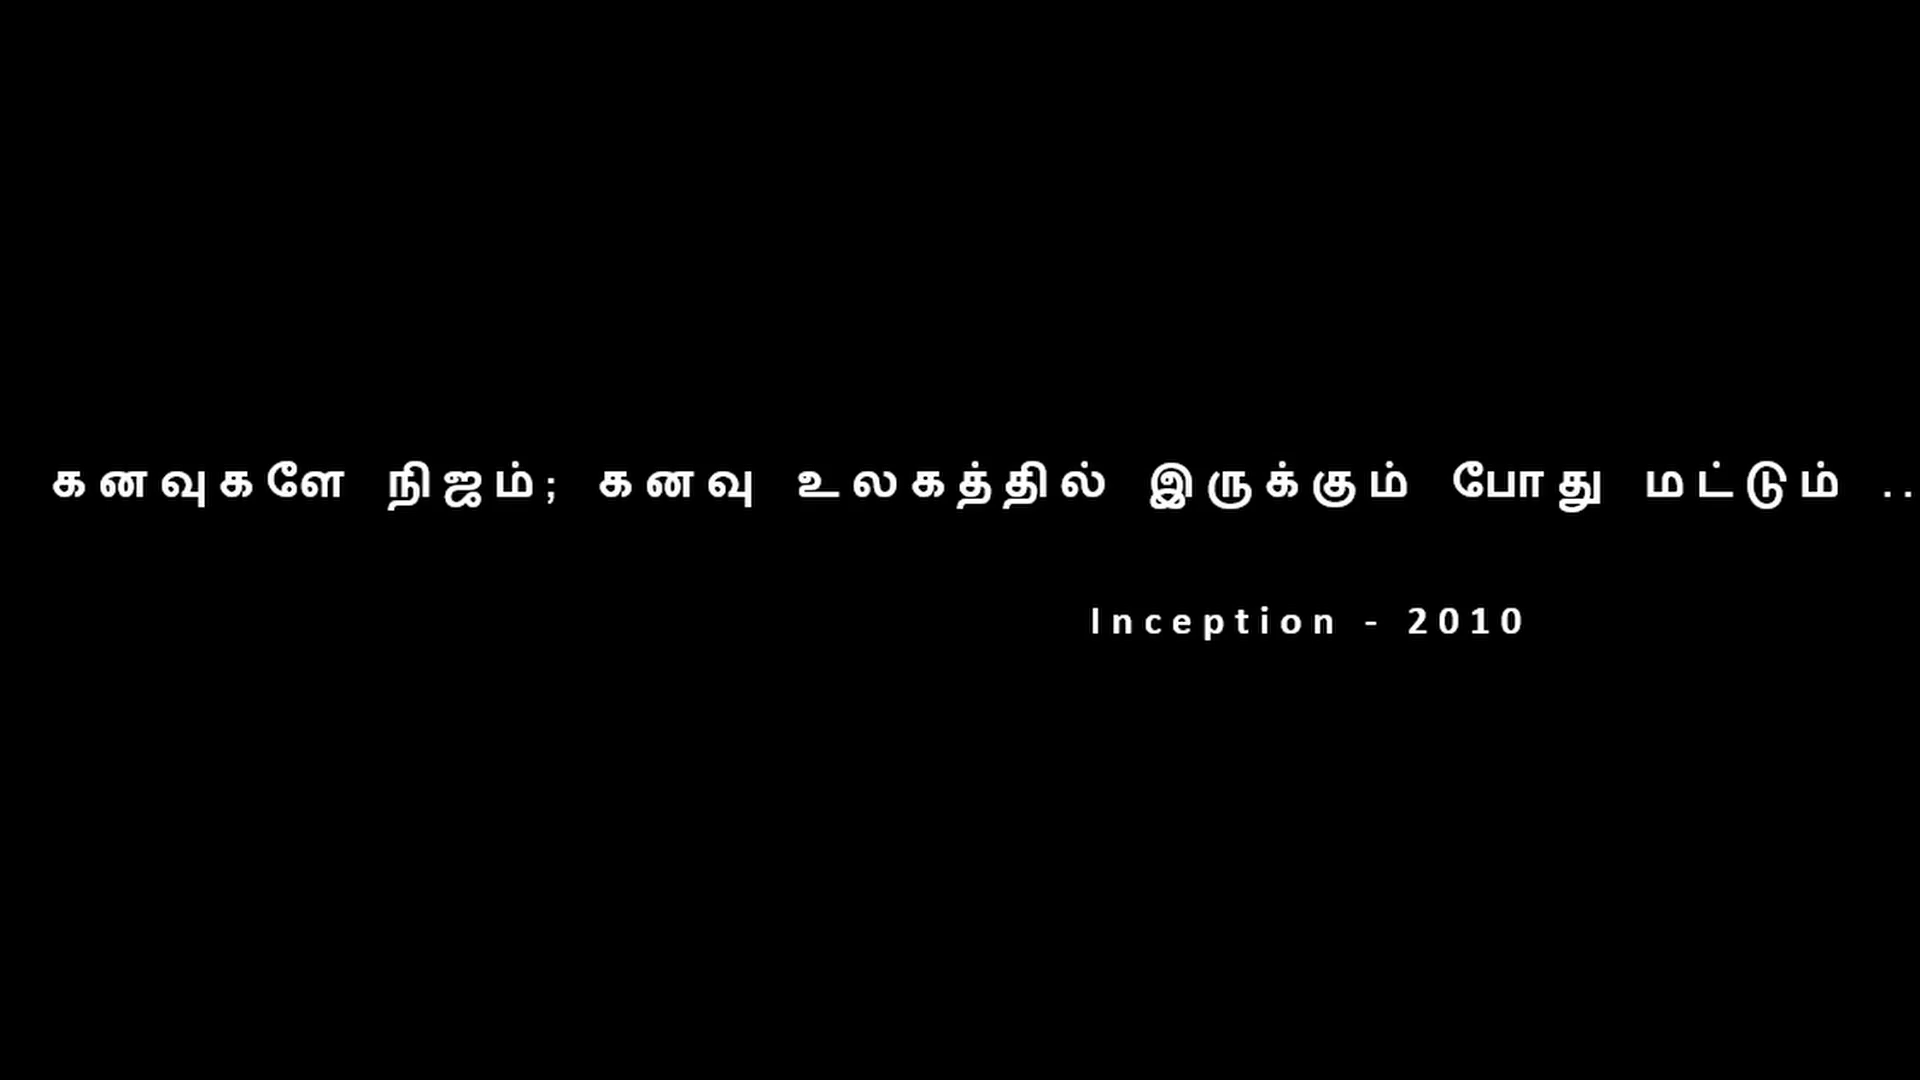 கனவுகளே நிஜம்; கனவு உலகத்தில் இருக்கும் போது மட்டும் ..
Inception - 2010